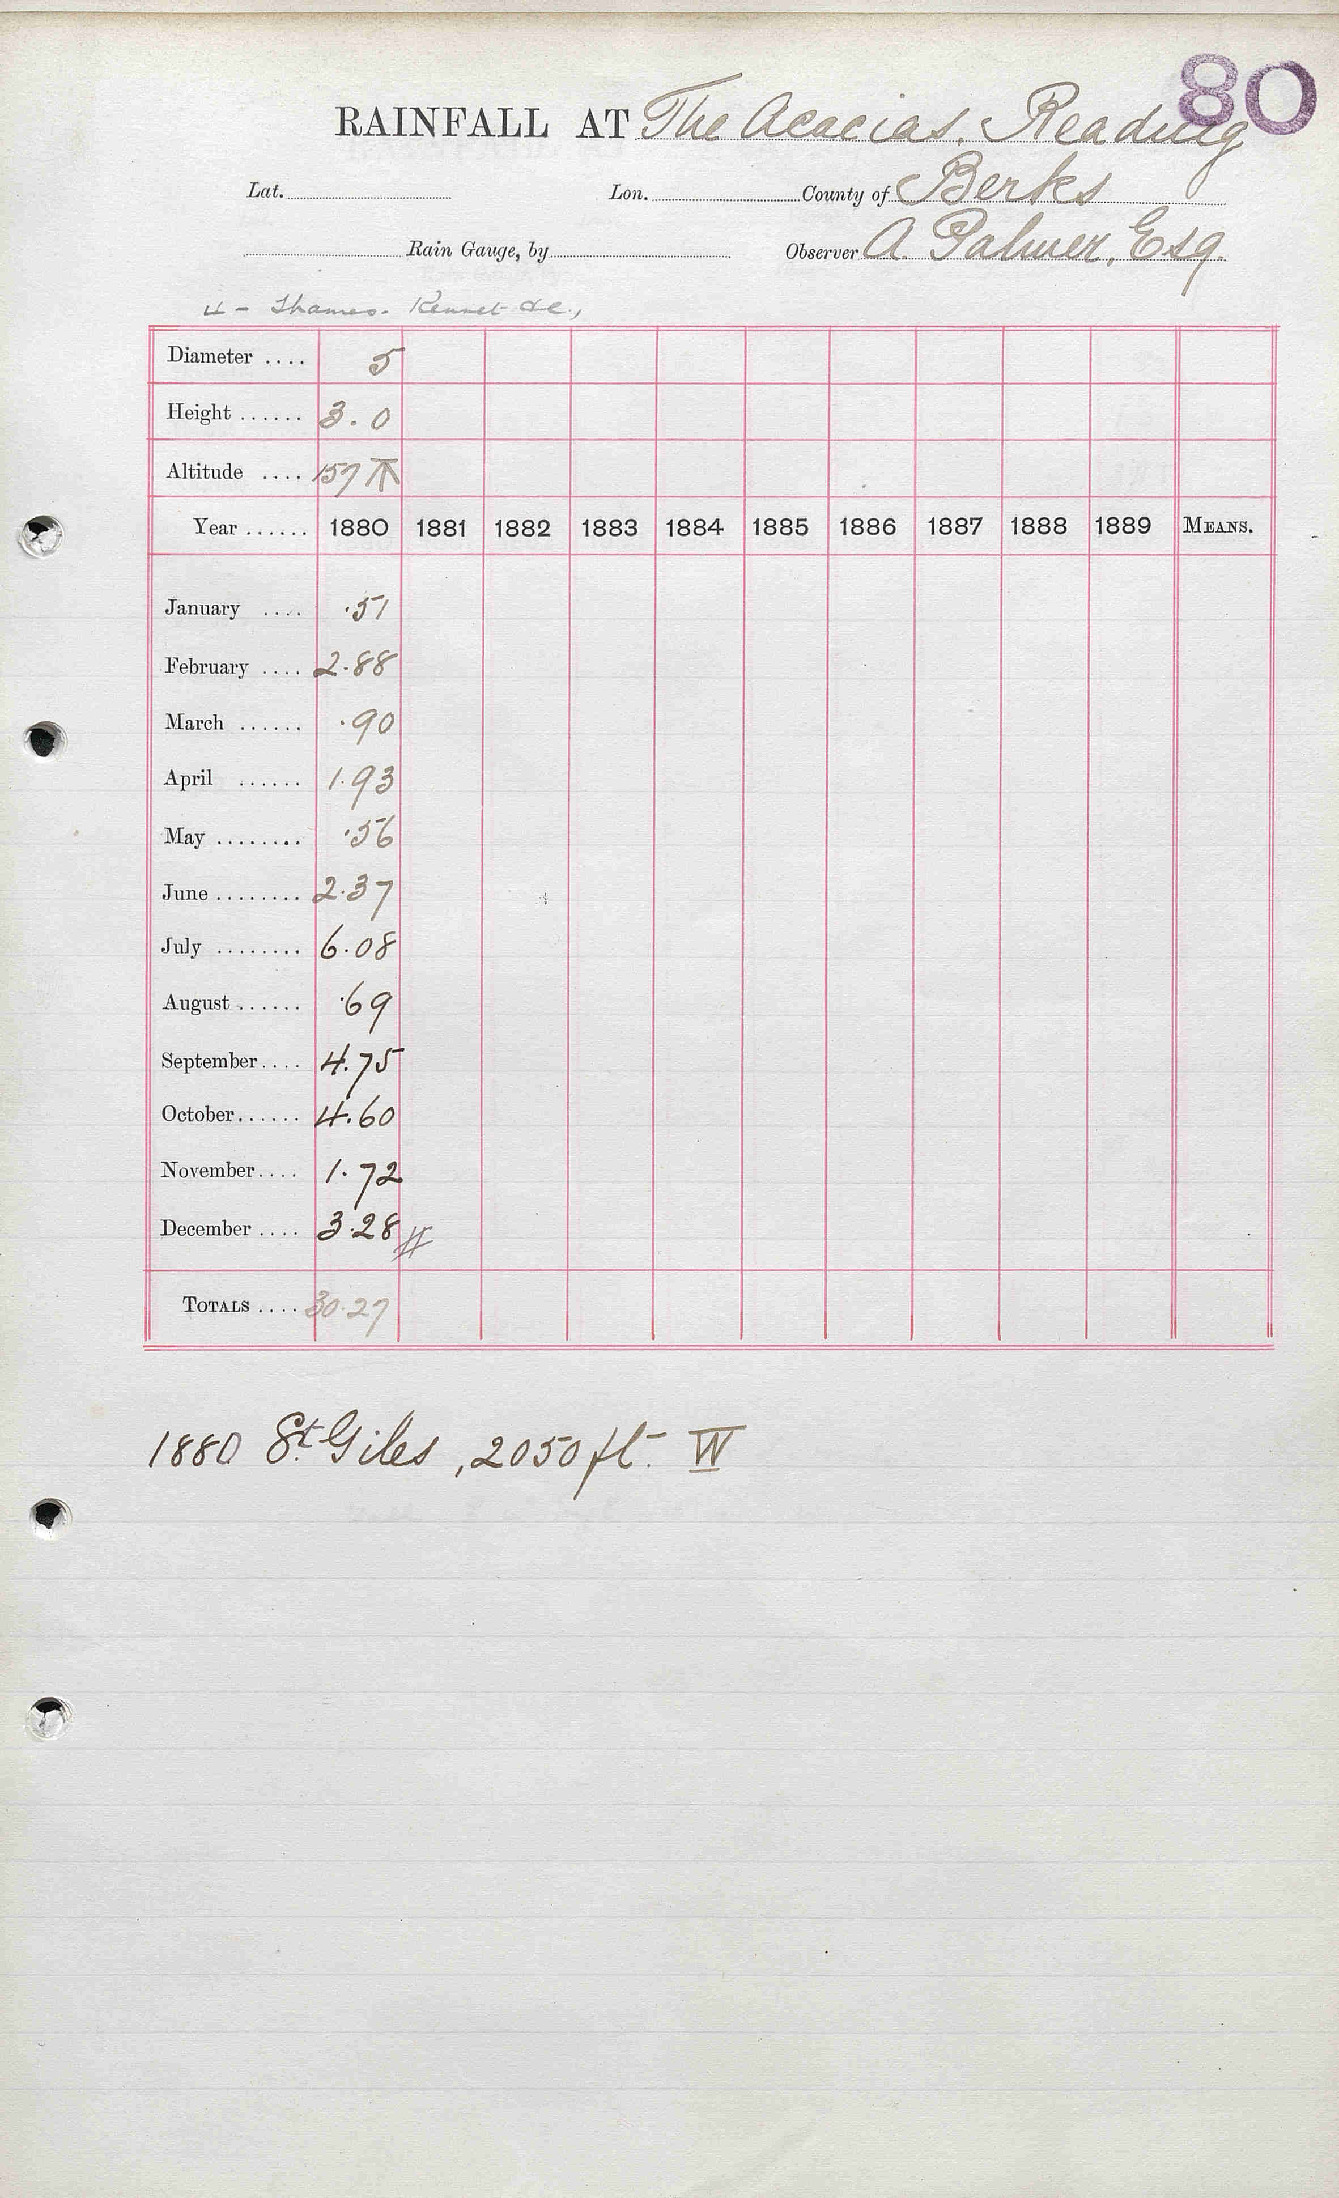 80
RAINFALL AT The Acacias, Reading
Lat. Lon. County of Berks
Rain Gauge, by Observer A. Palmer, Esq.
4 - Thames. Kennet &c.,
Diameter .... 5
Height ...... 3.0
Altitude .... 157 T
Year ...... 1880 1881 1882 1883 1884 1885 1886 1887 1888 1889 MEANS.
January .... .51
February .... 2.88
March ...... .90
April ...... 1.93
May ........ .56
June ........ 2.37
July ........ 6.08
August ...... .69
September .... 4.75
October ...... 4.60
November .... 1.72
December .... 3.28
TOTALS .... 30.27
1880 St. Giles, 2050 ft. W